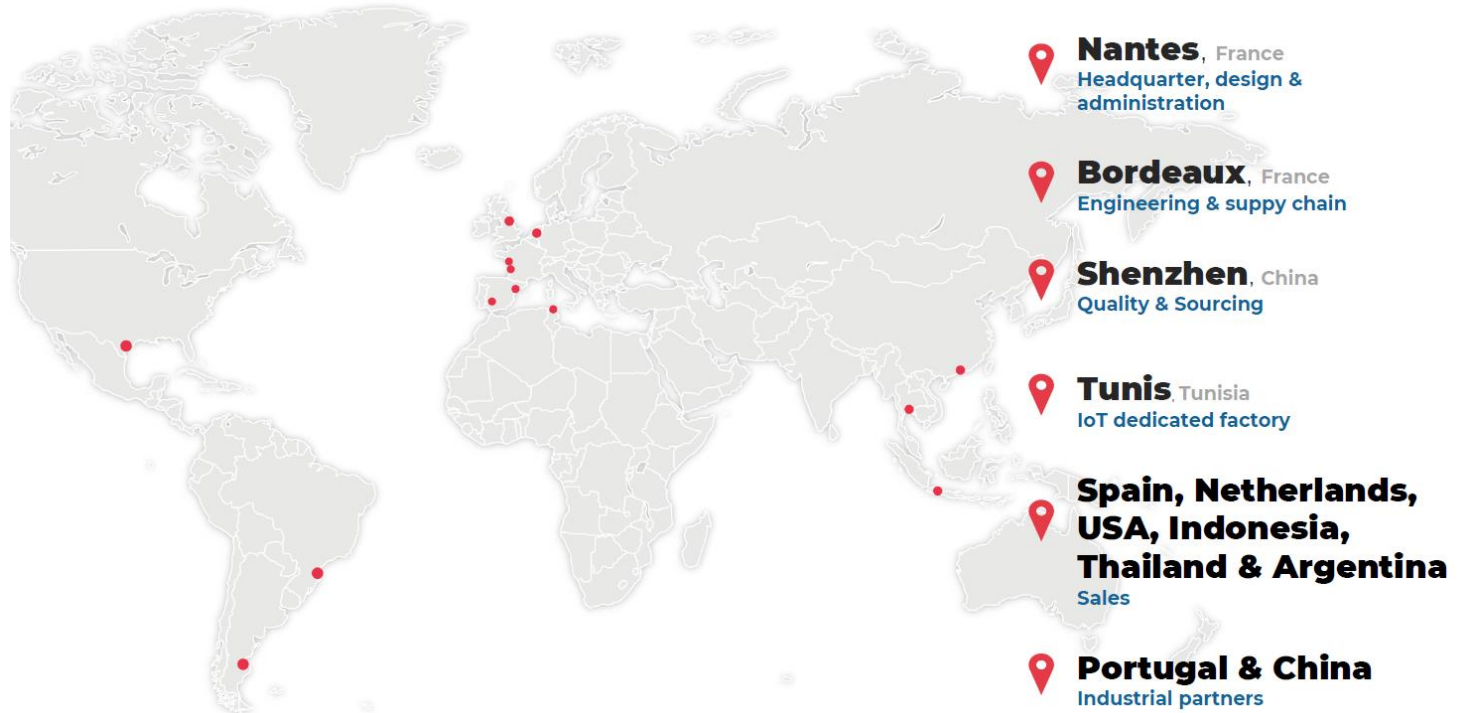 Nantes, France
Headquarter, design &
administration
Bordeaux, France
Engineering & suppy chain
Shenzhen, China
Quality & Sourcing
Tunis, Tunisia
IoT dedicated factory
Spain, Netherlands,
USA, Indonesia,
Thailand & Argentina
Sales
Portugal & China
Industrial partners